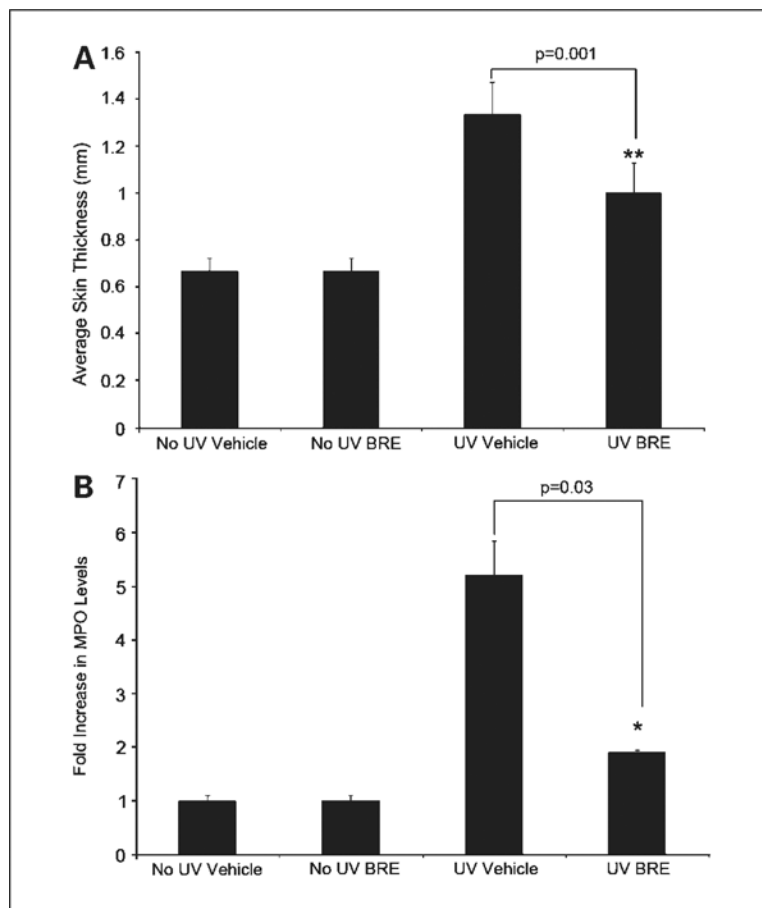 A
p=0.001
1.6
1.4
1.2
1
0.8
0.6
0.4
0.2
0
Average Skin Thickness (mm)
**
No UV Vehicle No UV BRE UV Vehicle UV BRE
B
p=0.03
7
6
5
4
3
2
1
0
Fold Increase in MPO Levels
*
No UV Vehicle No UV BRE UV Vehicle UV BRE